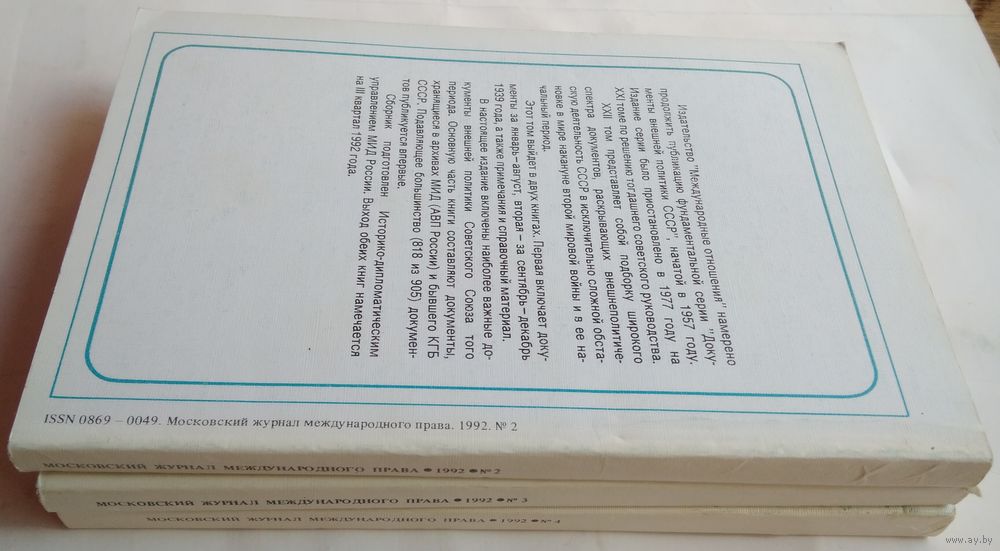 Издательство "Международные отношения" намерено
продолжить публикацию фундаментальной серии "Доку-
менты внешней политики СССР", начатой в 1957 году.
Издание серии было приостановлено в 1977 году на
XXI томе по решению тогдашнего советского руководства.
XXII том представляет собой подборку широкого
спектра документов, раскрывающих внешнеполитиче-
скую деятельность СССР в исключительно сложной обста-
новке в мире накануне второй мировой войны и в ее на-
чальный период.
Этот том выйдет в двух книгах. Первая включает доку-
менты за январь—август, вторая — за сентябрь—декабрь
1939 года, а также примечания и справочный материал.
В настоящее издание включены наиболее важные до-
кументы внешней политики Советского Союза того
периода. Основную часть книги составляют документы,
хранящиеся в архивах МИД (АВП России) и бывшего КГБ
СССР. Подавляющее большинство (818 из 905) докумен-
тов публикуется впервые.
Сборник подготовлен Историко-дипломатическим
управлением МИД России. Выход обеих книг намечается
на III квартал 1992 года.
ISSN 0869 – 0049. Московский журнал международного права. 1992. № 2
МОСКОВСКИЙ ЖУРНАЛ МЕЖДУНАРОДНОГО ПРАВА • 1992 • № 2
МОСКОВСКИЙ ЖУРНАЛ МЕЖДУНАРОДНОГО ПРАВА • 1992 • № 3
МОСКОВСКИЙ ЖУРНАЛ МЕЖДУНАРОДНОГО ПРАВА • 1992 • № 4
www.ay.by